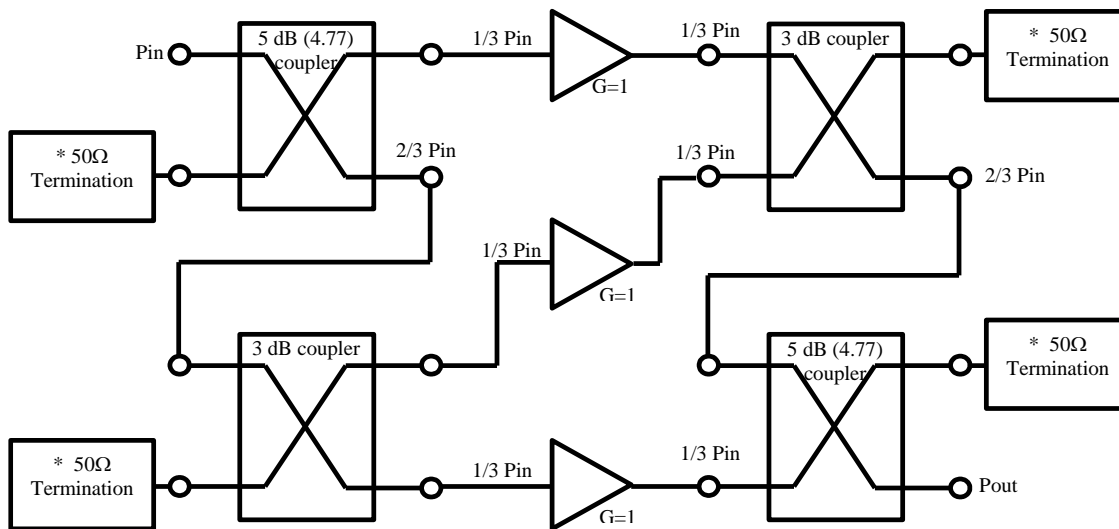 Pin
5 dB (4.77)
coupler
1/3 Pin
G=1
1/3 Pin
3 dB coupler
* 50Ω
Termination
* 50Ω
Termination
2/3 Pin
1/3 Pin
2/3 Pin
1/3 Pin
G=1
3 dB coupler
5 dB (4.77)
coupler
* 50Ω
Termination
* 50Ω
Termination
1/3 Pin
G=1
1/3 Pin
Pout